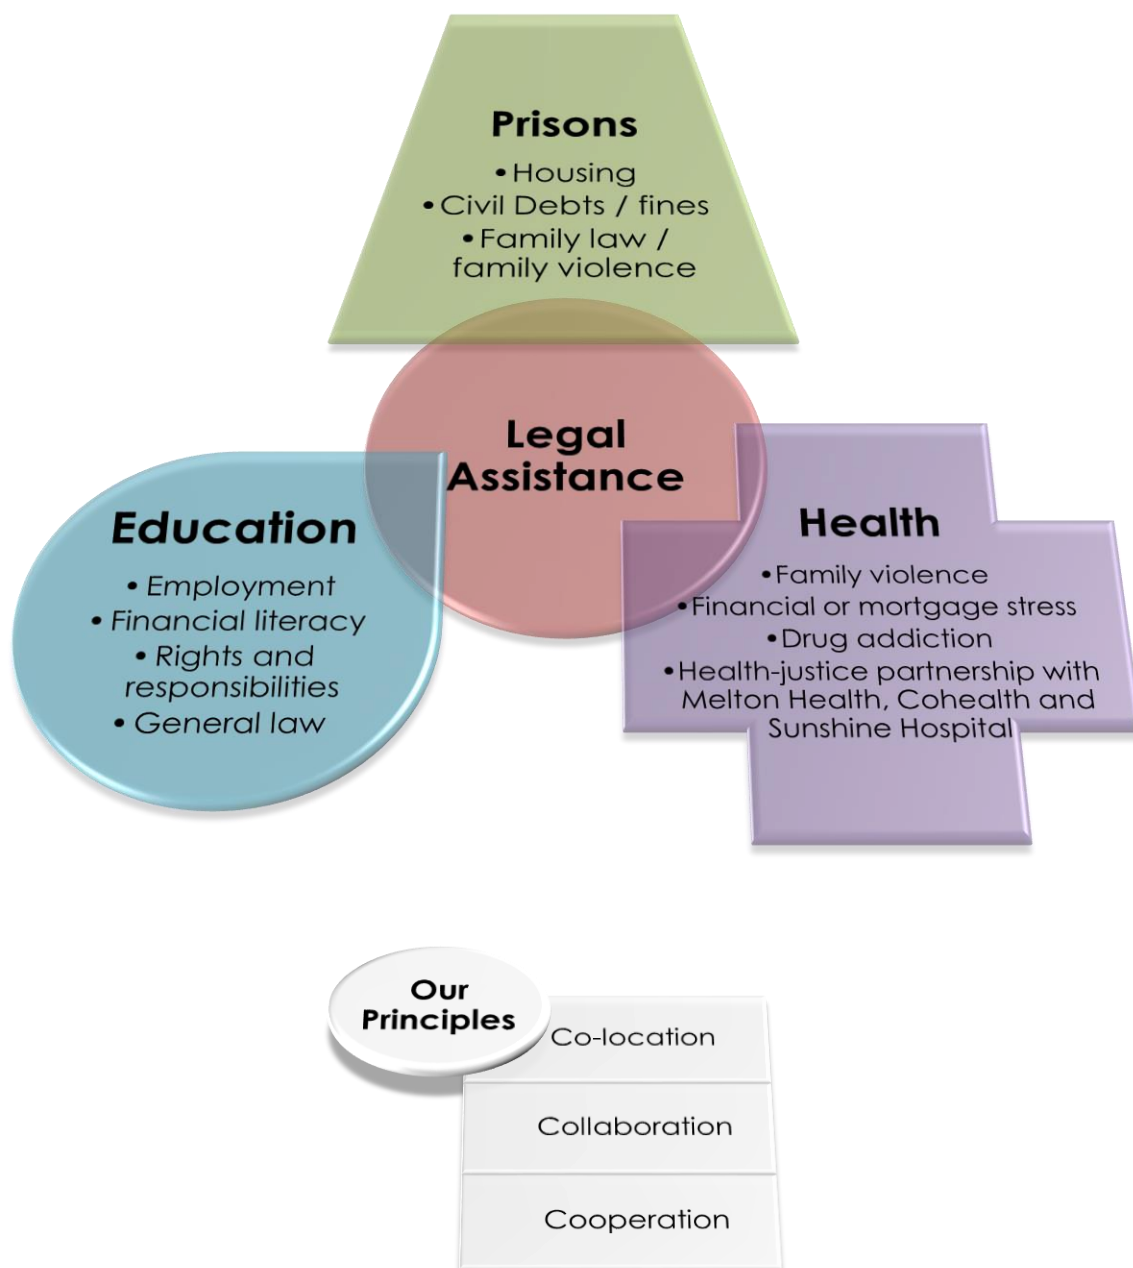 Prisons
•Housing
•Civil Debts / fines
•Family law /
family violence
Legal
Assistance
Education
• Employment
• Financial literacy
• Rights and
responsibilities
• General law
Health
•Family violence
•Financial or mortgage stress
•Drug addiction
•Health-justice partnership with
Melton Health, Cohealth and
Sunshine Hospital
Our
Principles
Co-location
Collaboration
Cooperation